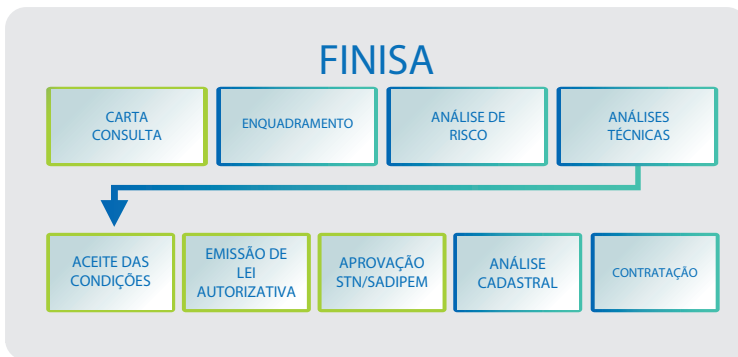 FINISA
CARTA
CONSULTA
ENQUADRAMENTO
ANÁLISE DE
RISCO
ANÁLISES
TÉCNICAS
ACEITE DAS
CONDIÇÕES
EMISSÃO DE
LEI
AUTORIZATIVA
APROVAÇÃO
STN/SADIPEM
ANÁLISE
CADASTRAL
CONTRATAÇÃO